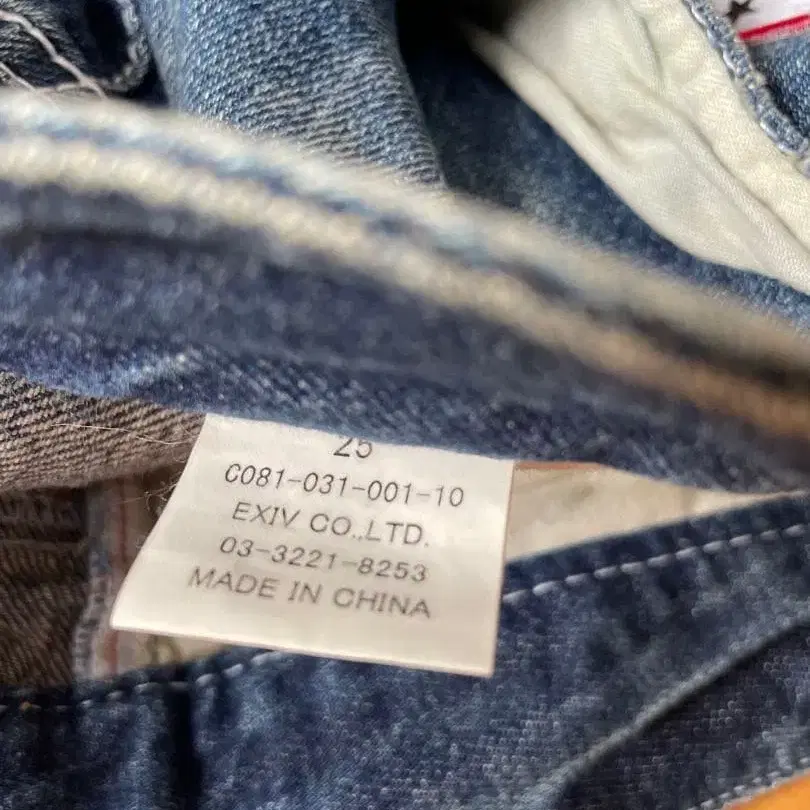 25
C081-031-001-10
EXIV CO.,LTD.
03-3221-8253
MADE IN CHINA